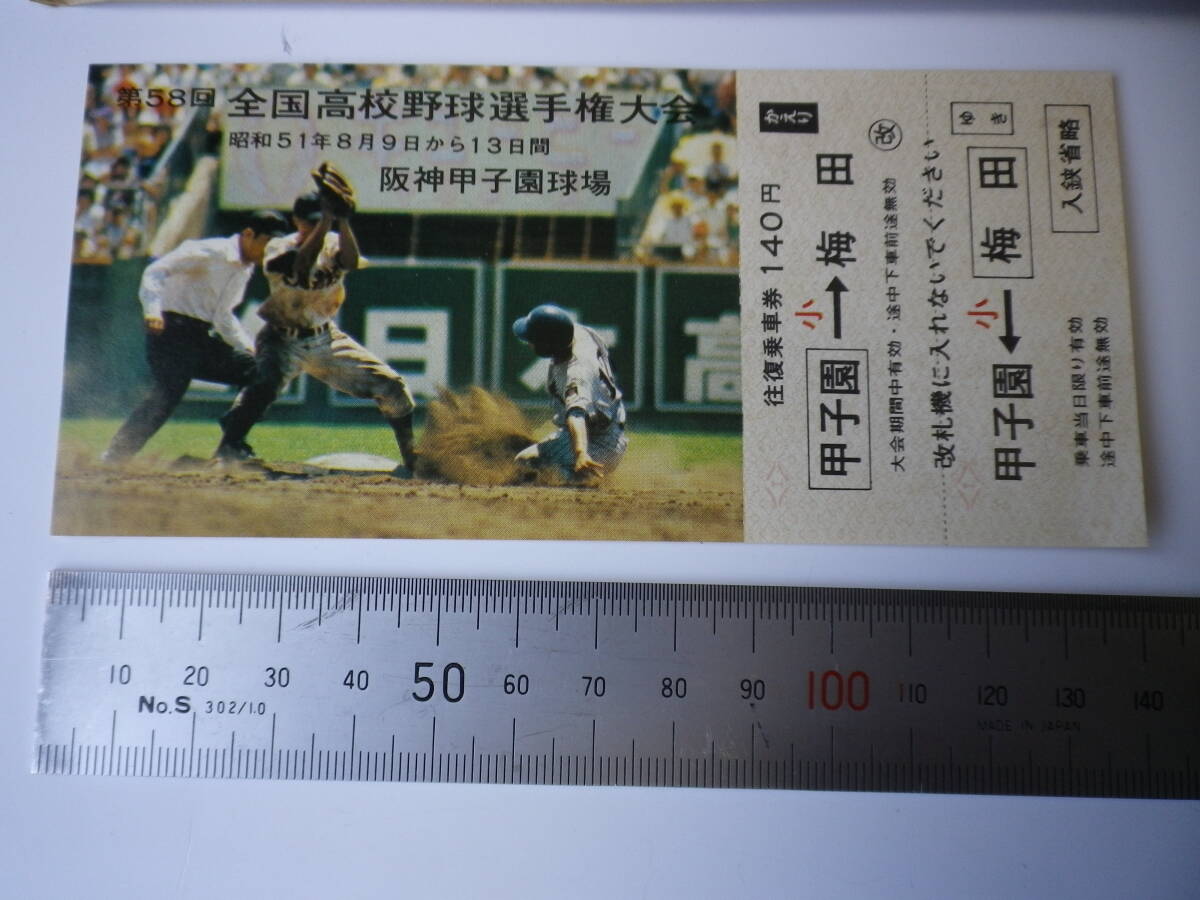 第58回 全国高校野球選手権大会
昭和51年8月9日から13日間
阪神甲子園球場
日本高
かえり
往復乗車券 140円
小
甲子園→梅田
改
大会期間中有効・途中下車前途無効
改札機に入れないでください
ゆき
小
甲子園←梅田
入鋏省略
乗車当日限り有効
途中下車前途無効
10 20 30 40 50 60 70 80 90 100 110 120 130 140
No.S 302/1.0
MADE IN JAPAN